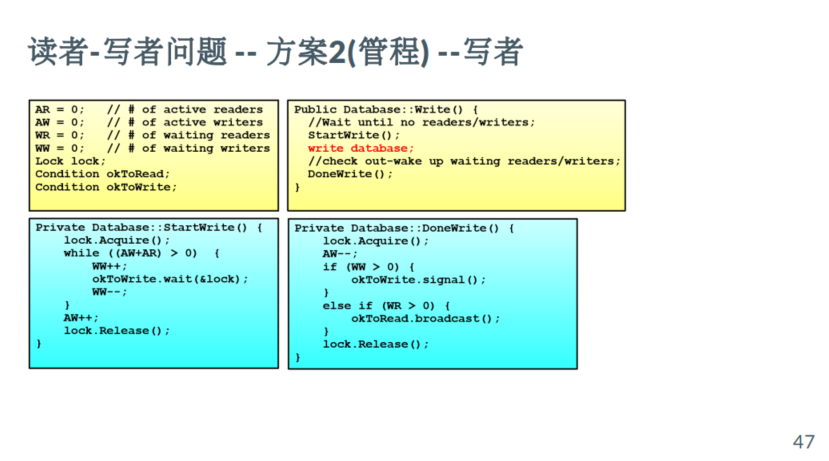 读者-写者问题 -- 方案2(管程) --写者
AR = 0;   // # of active readers
AW = 0;   // # of active writers
WR = 0;   // # of waiting readers
WW = 0;   // # of waiting writers
Lock lock;
Condition okToRead;
Condition okToWrite;
Public Database::Write() {
  //Wait until no readers/writers;
  StartWrite();
  write database;
  //check out-wake up waiting readers/writers;
  DoneWrite();
}
Private Database::StartWrite() {
    lock.Acquire();
    while ((AW+AR) > 0)  {
        WW++;
        okToWrite.wait(&lock);
        WW--;
    }
    AW++;
    lock.Release();
}
Private Database::DoneWrite() {
    lock.Acquire();
    AW--;
    if (WW > 0) {
        okToWrite.signal();
    }
    else if (WR > 0) {
        okToRead.broadcast();
    }
    lock.Release();
}
47